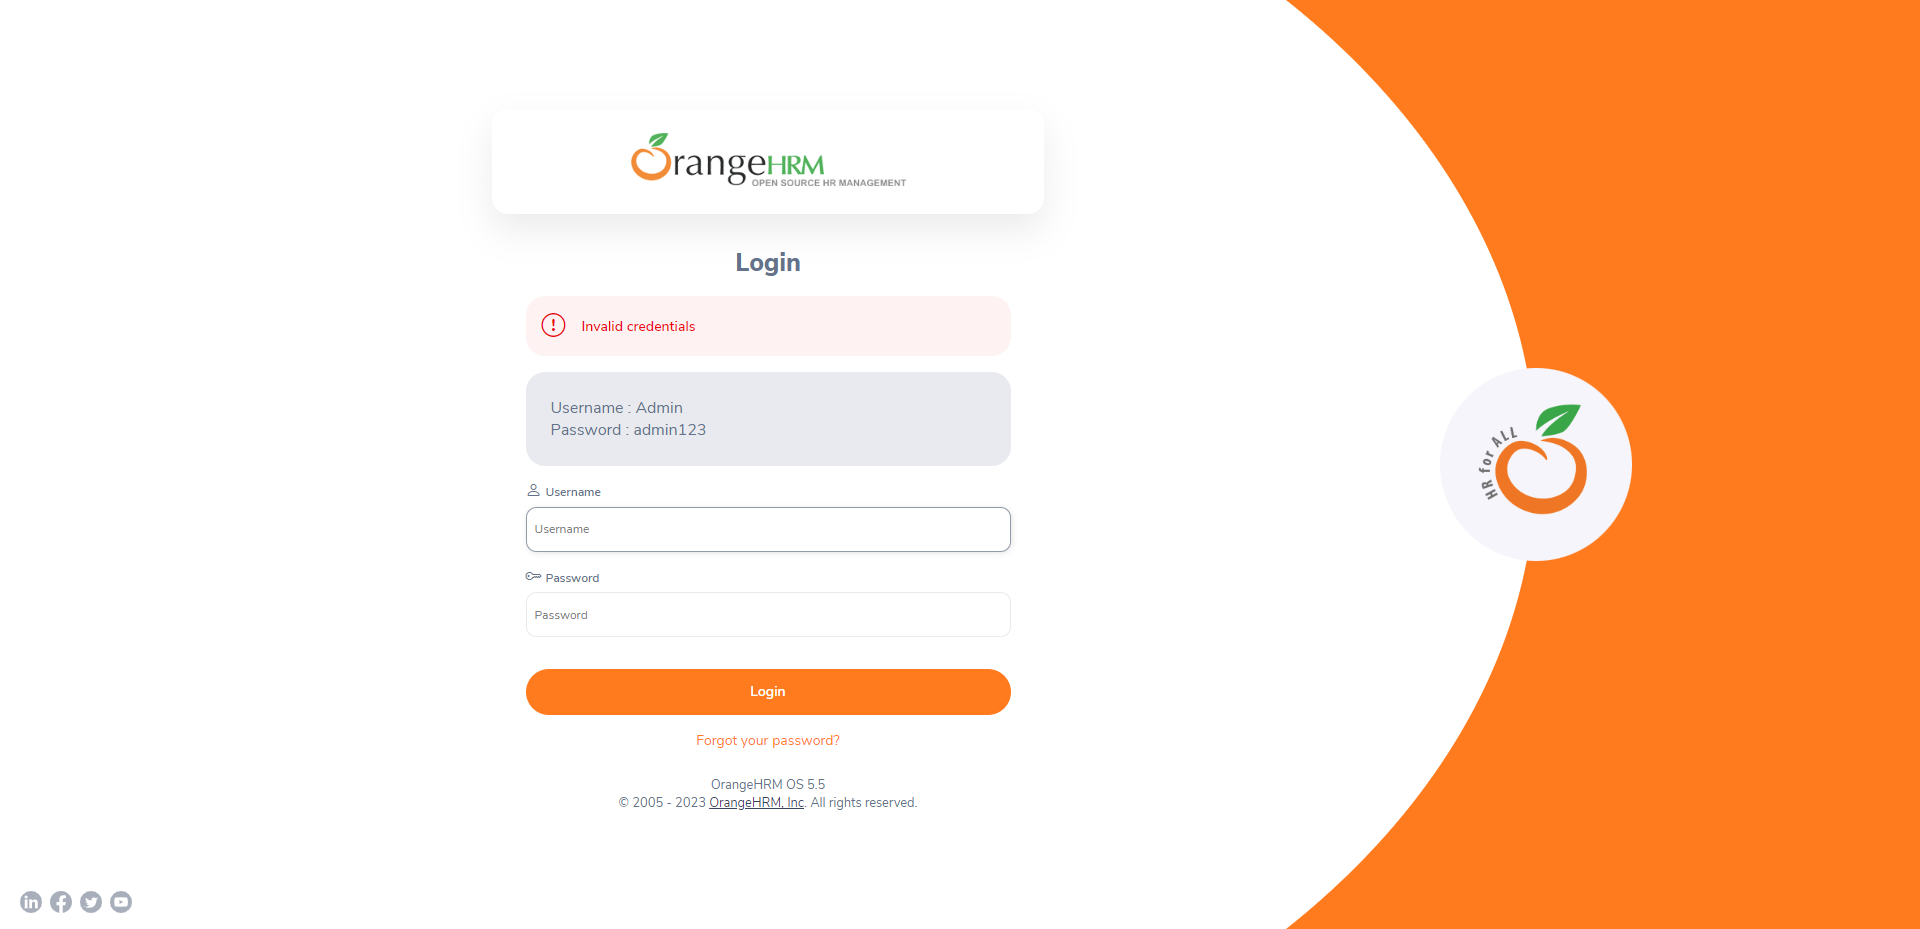 OrangeHRM
OPEN SOURCE HR MANAGEMENT
Login
Invalid credentials
Username : Admin
Password : admin123
Username
Username
Password
Password
Login
Forgot your password?
OrangeHRM OS 5.5
© 2005 - 2023 OrangeHRM, Inc. All rights reserved.
HR for ALL